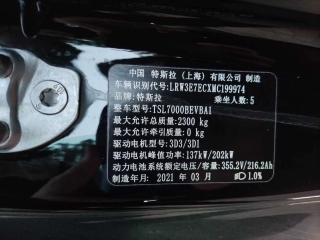 中国 特斯拉(上海)有限公司 制造
车辆识别代号: LRW3E7ECXMC199974
品牌: 特斯拉 乘坐人数: 5
整车型号: TSL7000BEVBA1
最大允许总质量: 2300 kg
最大允许牵引质量: 0 kg
驱动电机型号: 3D3/3D1
驱动电机峰值功率: 137kW/202kW
动力电池系统额定电压/容量: 355.2V/216.2Ah
制造年月: 2021 年 03 月 1.0%